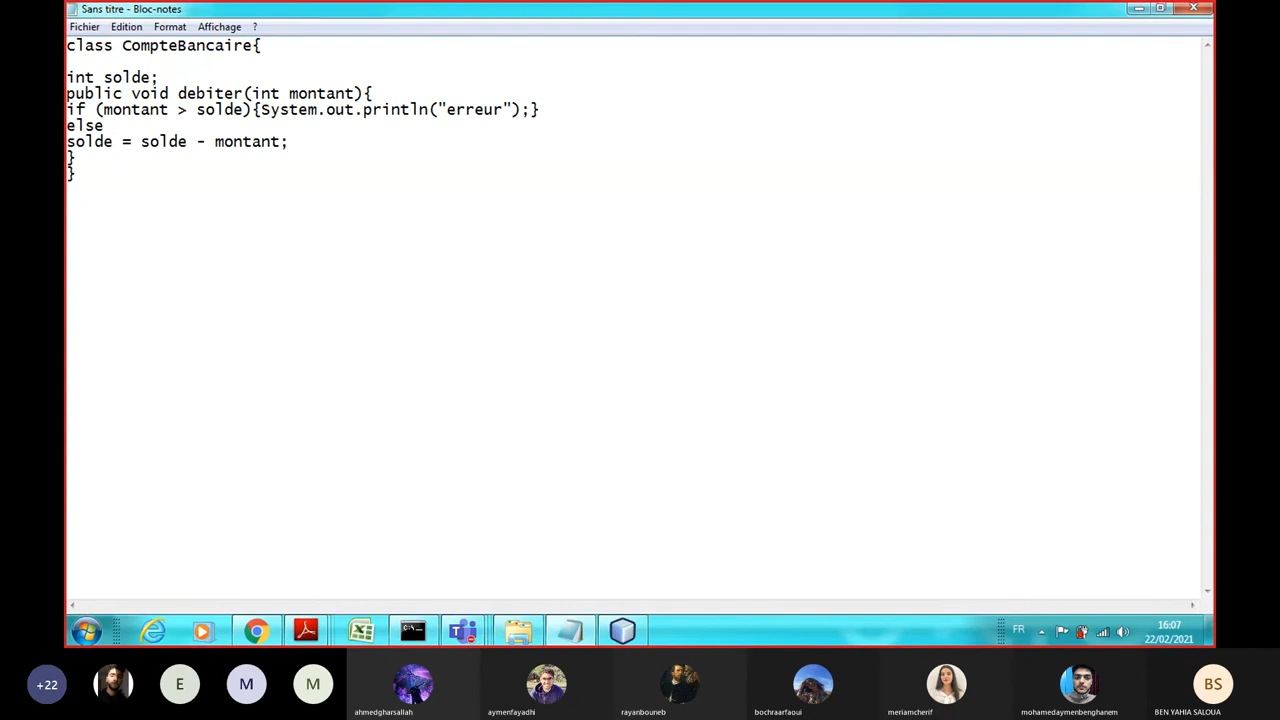 Sans titre - Bloc-notes
Fichier Edition Format Affichage ?
class CompteBancaire{
int solde;
public void debiter(int montant){
if (montant > solde){System.out.println("erreur");}
else
solde = solde - montant;
}
}
FR
16:07
22/02/2021
+22
E
M
M
BS
ahmedgharsallah
aymenfayadhi
rayanbouneb
bochraarfaoui
meriamcherif
mohamedaymenbenghanem
BEN YAHIA SALOUA